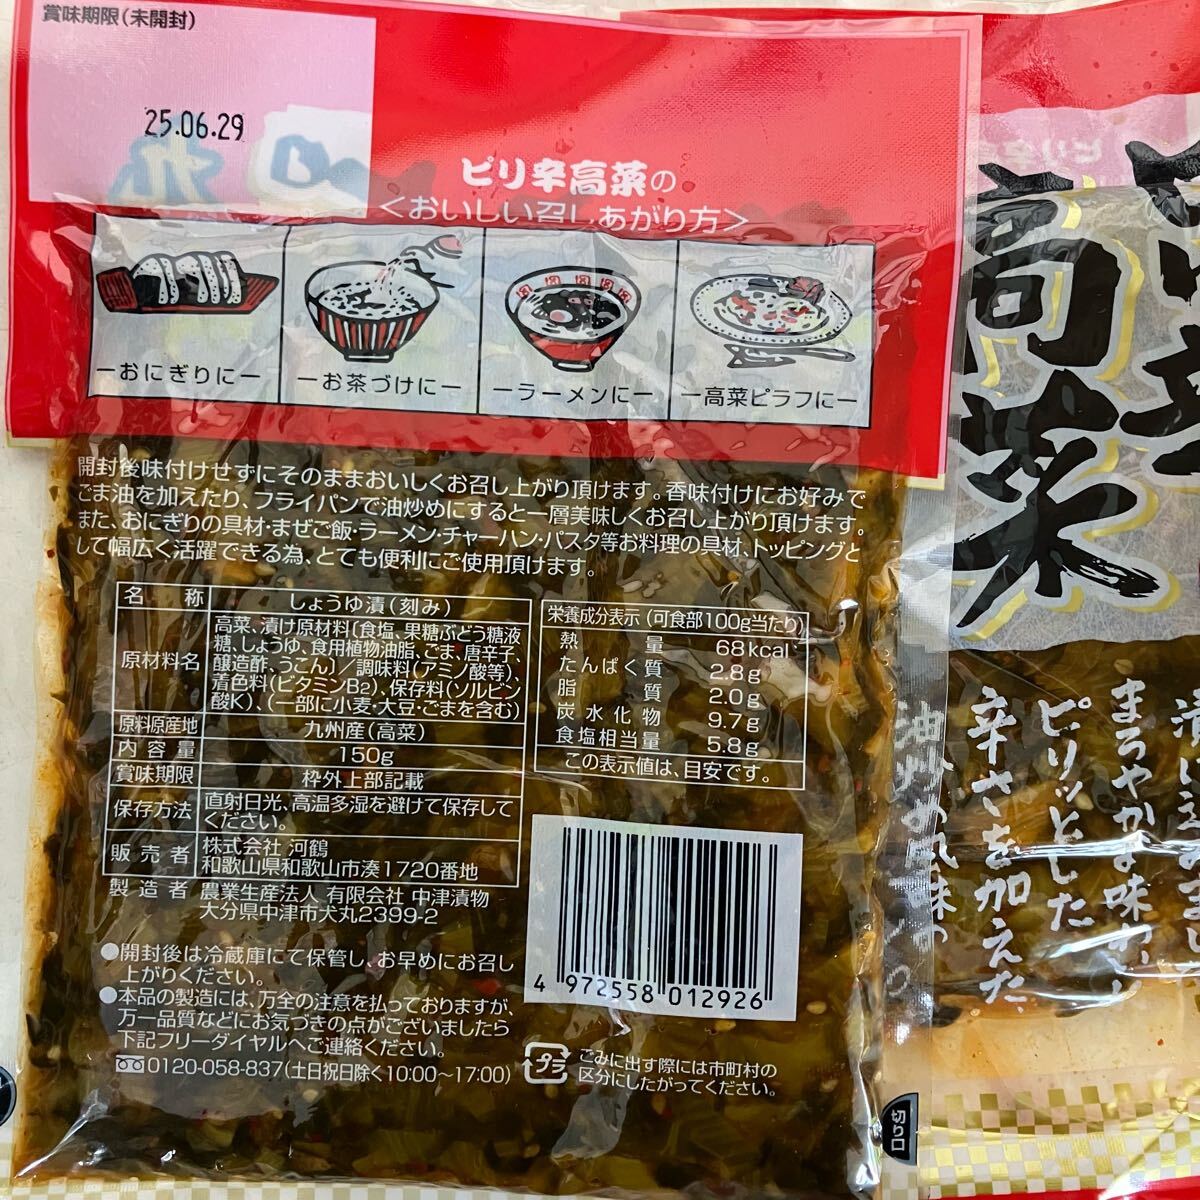 賞味期限(未開封)
25.06.29
ピリ辛高菜の
<おいしい召しあがり方>
ーおにぎりにー
ーお茶づけにー
ーラーメンにー
ー高菜ピラフにー
開封後味付けせずにそのままおいしくお召し上がり頂けます。香味付けにお好みで
ごま油を加えたり、フライパンで油炒めにすると一層美味しくお召し上がり頂けます。
また、おにぎりの具材・まぜご飯・ラーメン・チャーハン・パスタ等お料理の具材、トッピングと
して幅広く活躍できる為、とても便利にご使用頂けます。
名称 しょうゆ漬(刻み)
原材料名 高菜、漬け原材料〔食塩、果糖ぶどう糖液
糖、しょうゆ、食用植物油脂、ごま、唐辛子、
醸造酢、うこん〕／調味料(アミノ酸等)、
着色料(ビタミンB2)、保存料(ソルビン
酸K)、(一部に小麦・大豆・ごまを含む)
原料原産地 九州産(高菜)
内容量 150g
賞味期限 枠外上部記載
保存方法 直射日光、高温多湿を避けて保存して
ください。
販売者 株式会社 河鶴
和歌山県和歌山市湊1720番地
製造者 農業生産法人 有限会社 中津漬物
大分県中津市犬丸2399-2
栄養成分表示(可食部100g当たり)
熱量 68kcal
たんぱく質 2.8g
脂質 2.0g
炭水化物 9.7g
食塩相当量 5.8g
この表示値は、目安です。
●開封後は冷蔵庫にて保管し、お早めにお召し
上がりください。
●本品の製造には、万全の注意を払っておりますが、
万一品質などにお気づきの点がございましたら
下記フリーダイヤルへご連絡ください。
0120-058-837(土日祝日除く10:00〜17:00)
4 972558 012926
プラ
ごみに出す際には市町村の
区分にしたがってください。
切り口
高菜
まろやかな味わい
ピリッとした
辛さを加えた